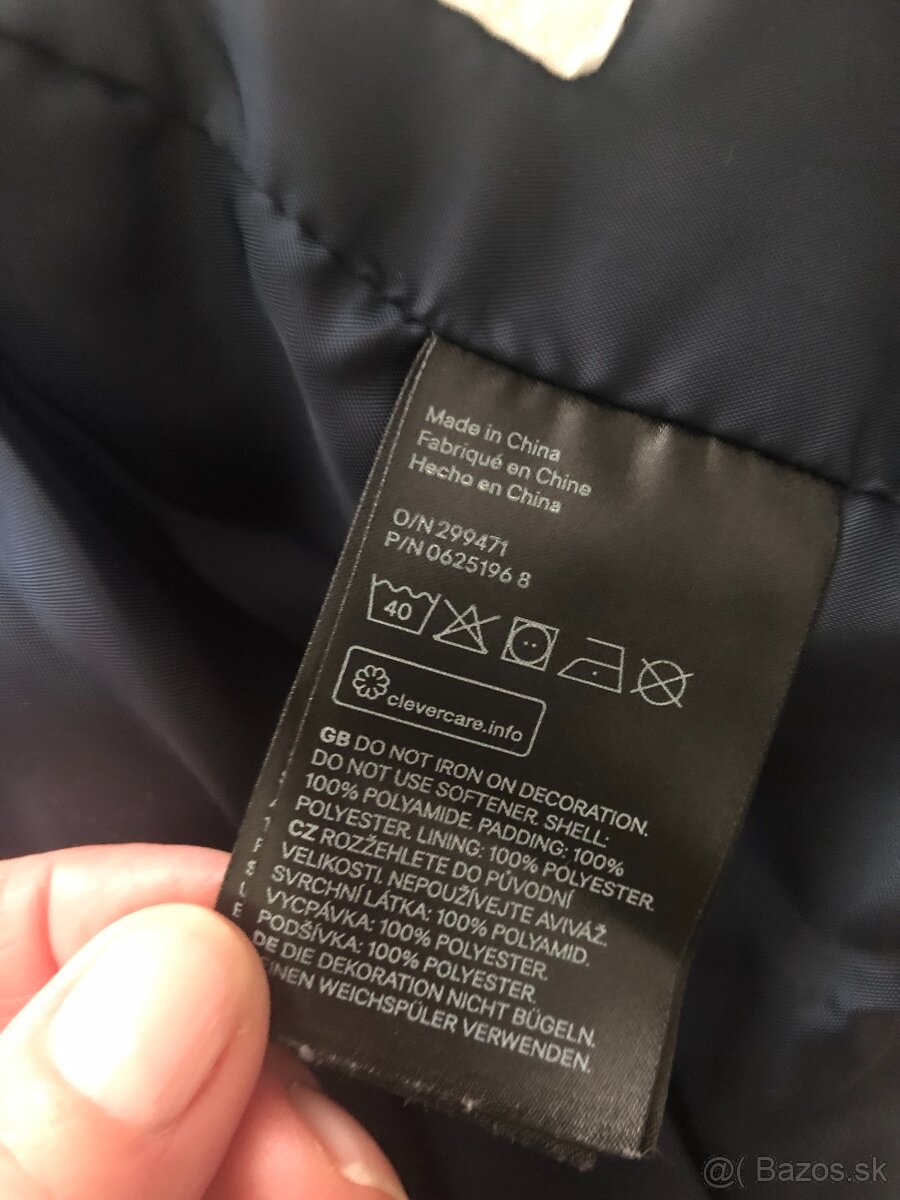 Made in China
Fabriqué en Chine
Hecho en China
O/N 299471
P/N 0625196 8
40
clevercare.info
GB DO NOT IRON ON DECORATION.
DO NOT USE SOFTENER. SHELL:
100% POLYAMIDE. PADDING: 100%
POLYESTER. LINING: 100% POLYESTER.
CZ ROZŽEHLETE DO PŮVODNÍ
VELIKOSTI. NEPOUŽÍVEJTE AVIVÁŽ.
SVRCHNÍ LÁTKA: 100% POLYAMID.
VYCPÁVKA: 100% POLYESTER.
PODŠÍVKA: 100% POLYESTER.
DE DIE DEKORATION NICHT BÜGELN.
EINEN WEICHSPÜLER VERWENDEN.
@( Bazos.sk